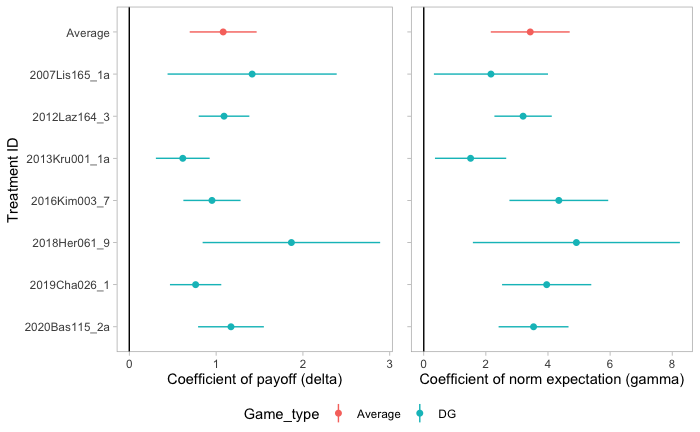 Treatment ID
Average
2007Lis165_1a
2012Laz164_3
2013Kru001_1a
2016Kim003_7
2018Her061_9
2019Cha026_1
2020Bas115_2a
0 1 2 3
0 2 4 6 8
Coefficient of payoff (delta)
Coefficient of norm expectation (gamma)
Game_type Average DG